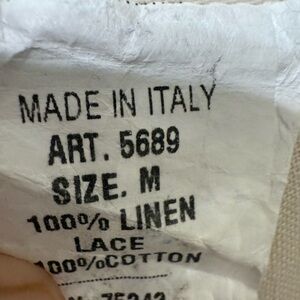 MADE IN ITALY
ART. 5689
SIZE. M
100% LINEN
LACE
100%COTTON